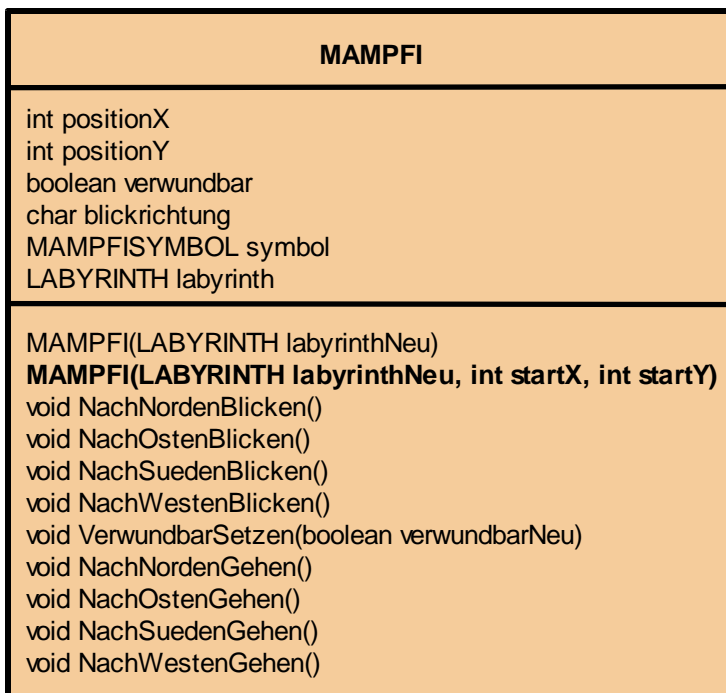 MAMPFI
int positionX
int positionY
boolean verwundbar
char blickrichtung
MAMPFISYMBOL symbol
LABYRINTH labyrinth
MAMPFI(LABYRINTH labyrinthNeu)
MAMPFI(LABYRINTH labyrinthNeu, int startX, int startY)
void NachNordenBlicken()
void NachOstenBlicken()
void NachSuedenBlicken()
void NachWestenBlicken()
void VerwundbarSetzen(boolean verwundbarNeu)
void NachNordenGehen()
void NachOstenGehen()
void NachSuedenGehen()
void NachWestenGehen()